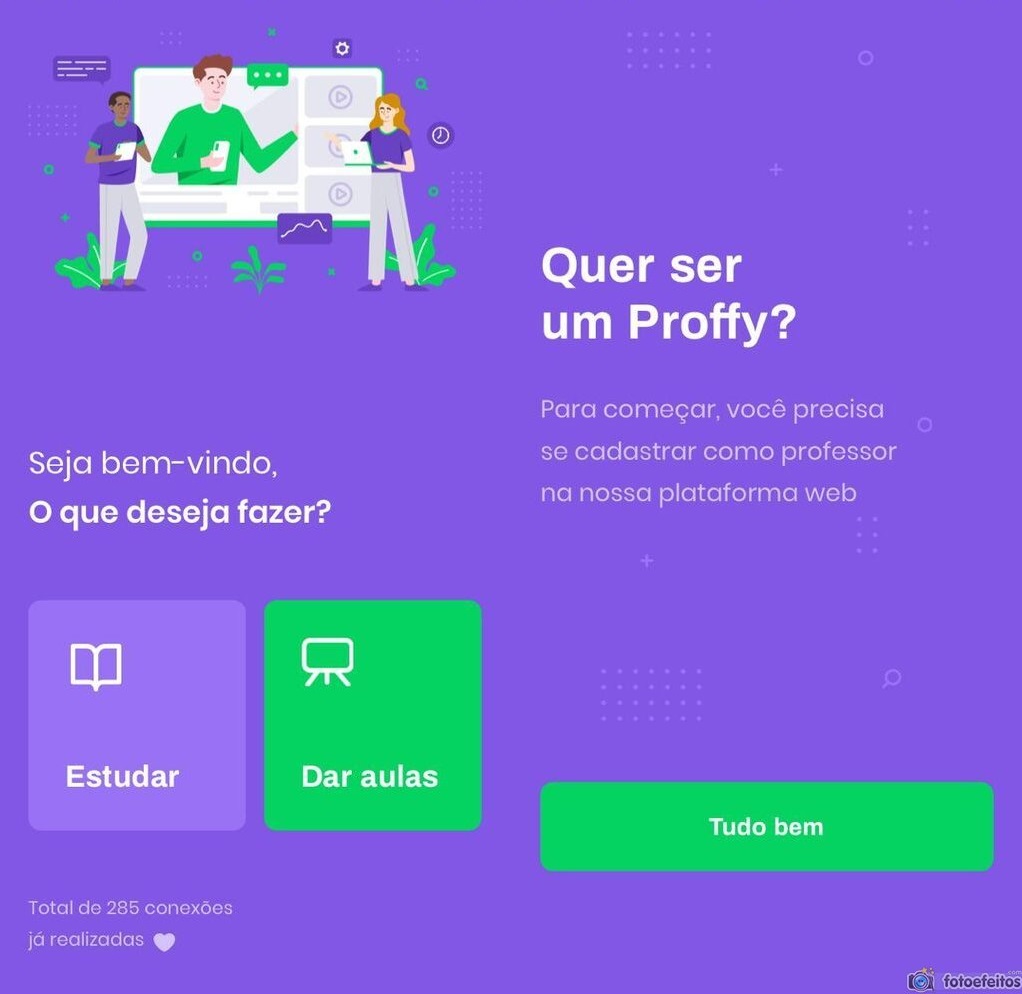 Seja bem-vindo,
O que deseja fazer?
Estudar
Dar aulas
Total de 285 conexões
já realizadas
Quer ser
um Proffy?
Para começar, você precisa
se cadastrar como professor
na nossa plataforma web
Tudo bem
fotoefeitos.com